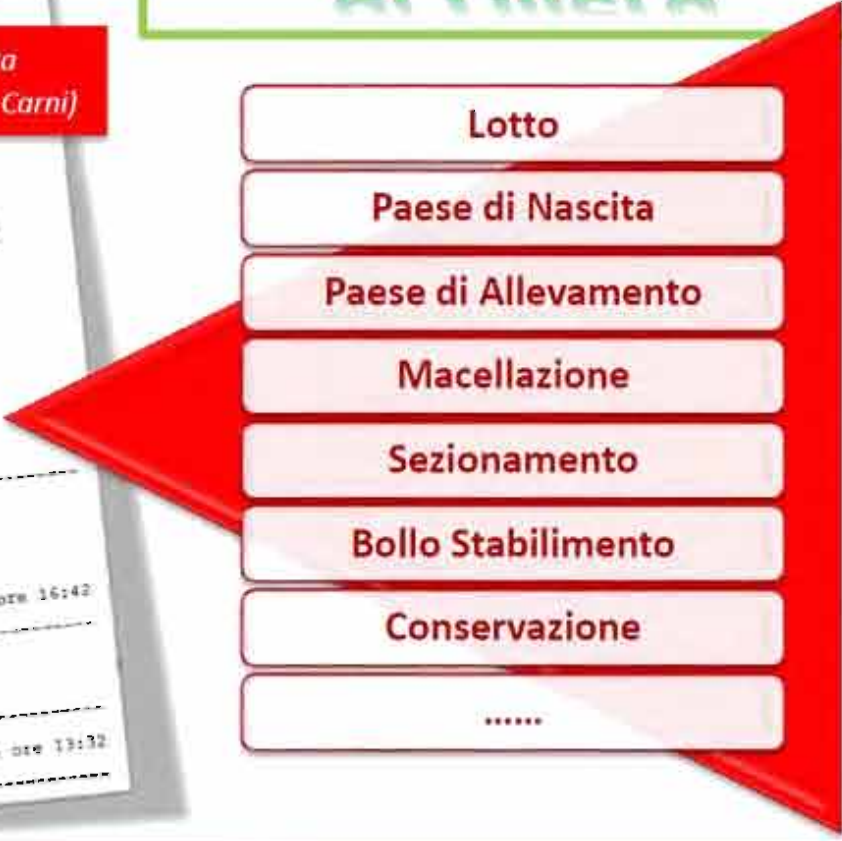 Carni)
Lotto
Paese di Nascita
Paese di Allevamento
Macellazione
Sezionamento
Bollo Stabilimento
Conservazione
......
ore 16:42
ore 13:32